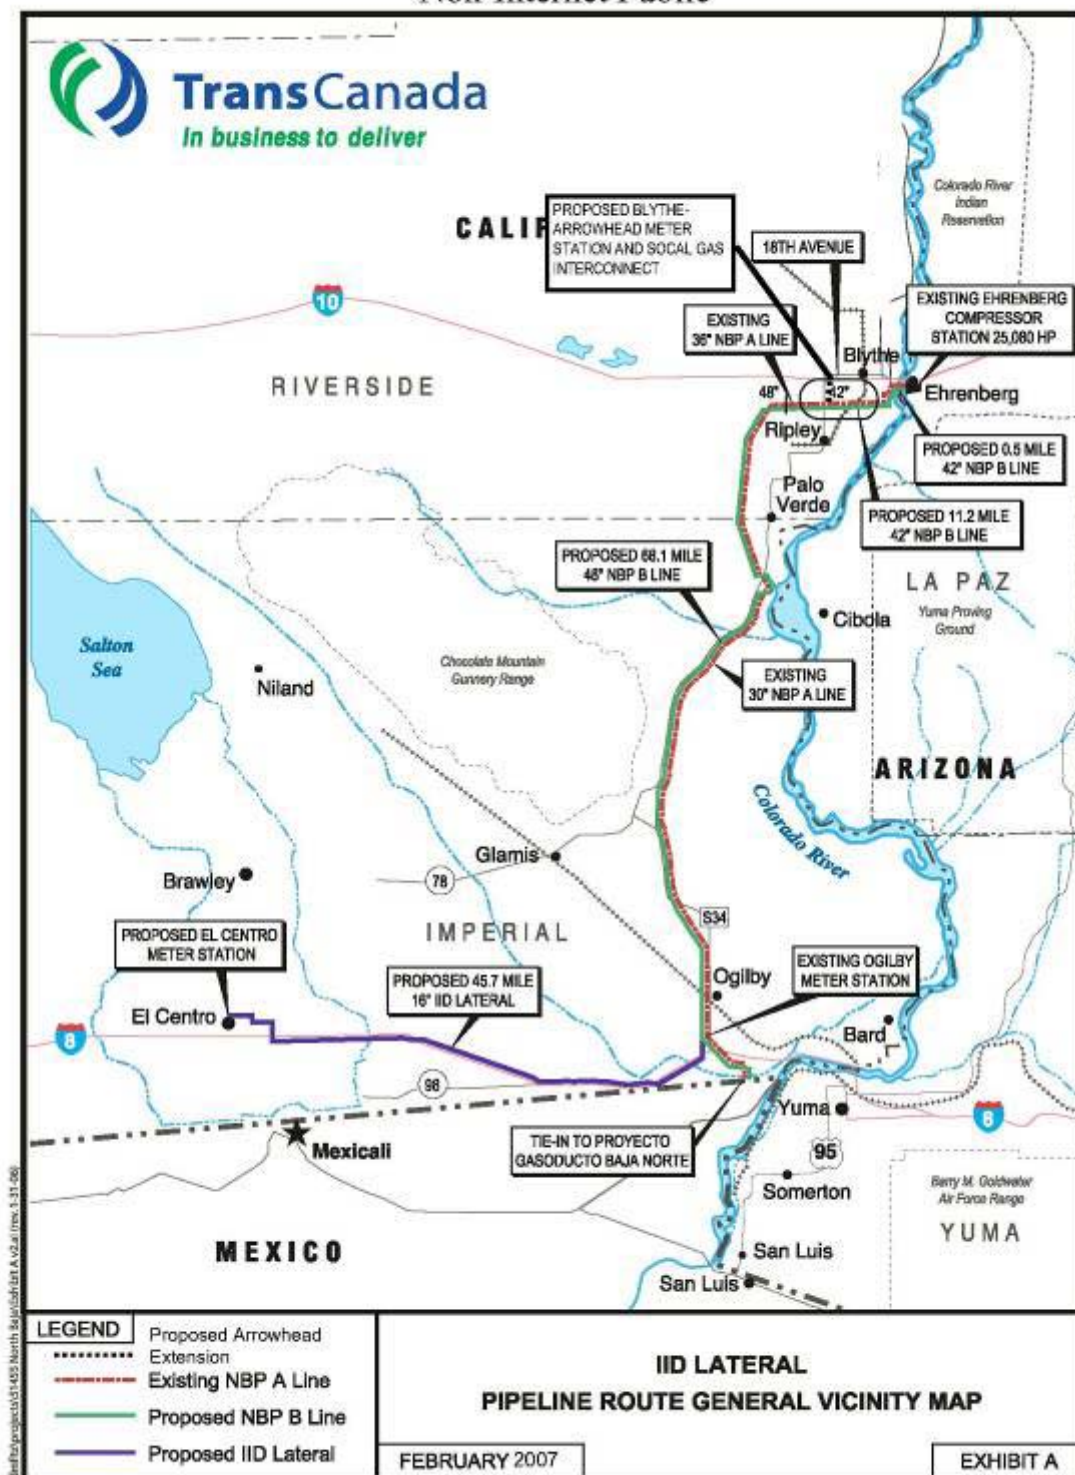 Non-Internet Public
TransCanada
In business to deliver
CALIF
PROPOSED BLYTHE-
ARROWHEAD METER
STATION AND SOCAL GAS
INTERCONNECT
18TH AVENUE
Colorado River
Indian
Reservation
10
EXISTING
36" NBP A LINE
EXISTING EHRENBERG
COMPRESSOR
STATION 25,080 HP
Blythe
RIVERSIDE
48"
42"
Ehrenberg
Ripley
PROPOSED 0.5 MILE
42" NBP B LINE
Palo
Verde
PROPOSED 11.2 MILE
42" NBP B LINE
PROPOSED 68.1 MILE
48" NBP B LINE
LA PAZ
Yuma Proving
Ground
Cibola
Salton
Sea
Niland
Chocolate Mountain
Gunnery Range
EXISTING
30" NBP A LINE
ARIZONA
Colorado River
Glamis
78
Brawley
S34
IMPERIAL
PROPOSED EL CENTRO
METER STATION
PROPOSED 45.7 MILE
16" IID LATERAL
EXISTING OGILBY
METER STATION
Ogilby
El Centro
Bard
8
98
Yuma
8
TIE-IN TO PROYECTO
GASODUCTO BAJA NORTE
95
Mexicali
Somerton
Barry M. Goldwater
Air Force Range
YUMA
MEXICO
San Luis
San Luis
LEGEND
Proposed Arrowhead
Extension
Existing NBP A Line
Proposed NBP B Line
Proposed IID Lateral
IID LATERAL
PIPELINE ROUTE GENERAL VICINITY MAP
FEBRUARY 2007
EXHIBIT A